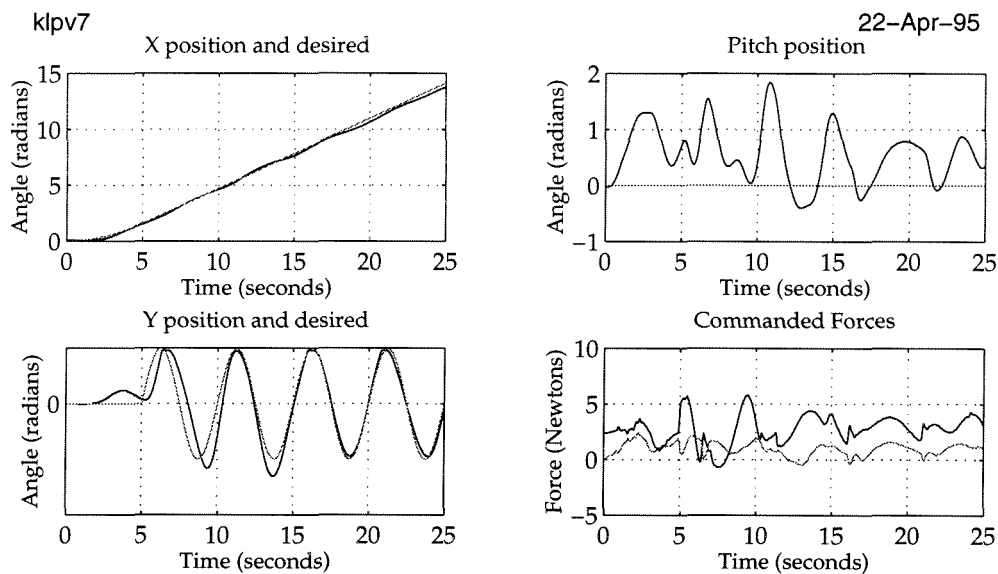 klpv7
22–Apr–95
X position and desired
Angle (radians)
15
10
5
0
0 5 10 15 20 25
Time (seconds)
Pitch position
Angle (radians)
2
1
0
−1
0 5 10 15 20 25
Time (seconds)
Y position and desired
Angle (radians)
0
0 5 10 15 20 25
Time (seconds)
Commanded Forces
Force (Newtons)
10
5
0
−5
0 5 10 15 20 25
Time (seconds)